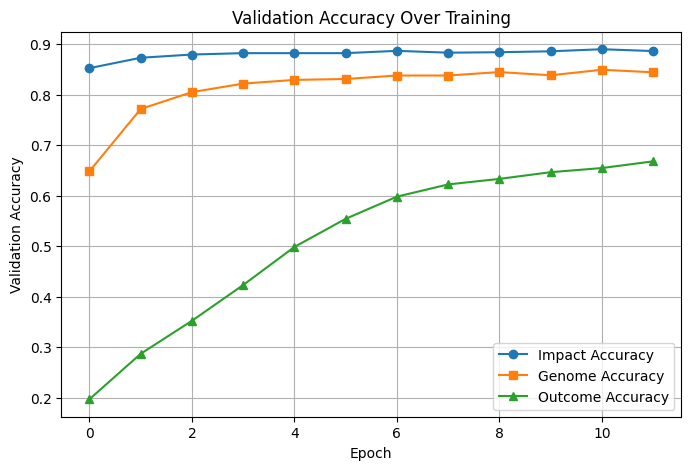 Validation Accuracy Over Training
Validation Accuracy
0.9
0.8
0.7
0.6
0.5
0.4
0.3
0.2
0 2 4 6 8 10
Epoch
Impact Accuracy
Genome Accuracy
Outcome Accuracy